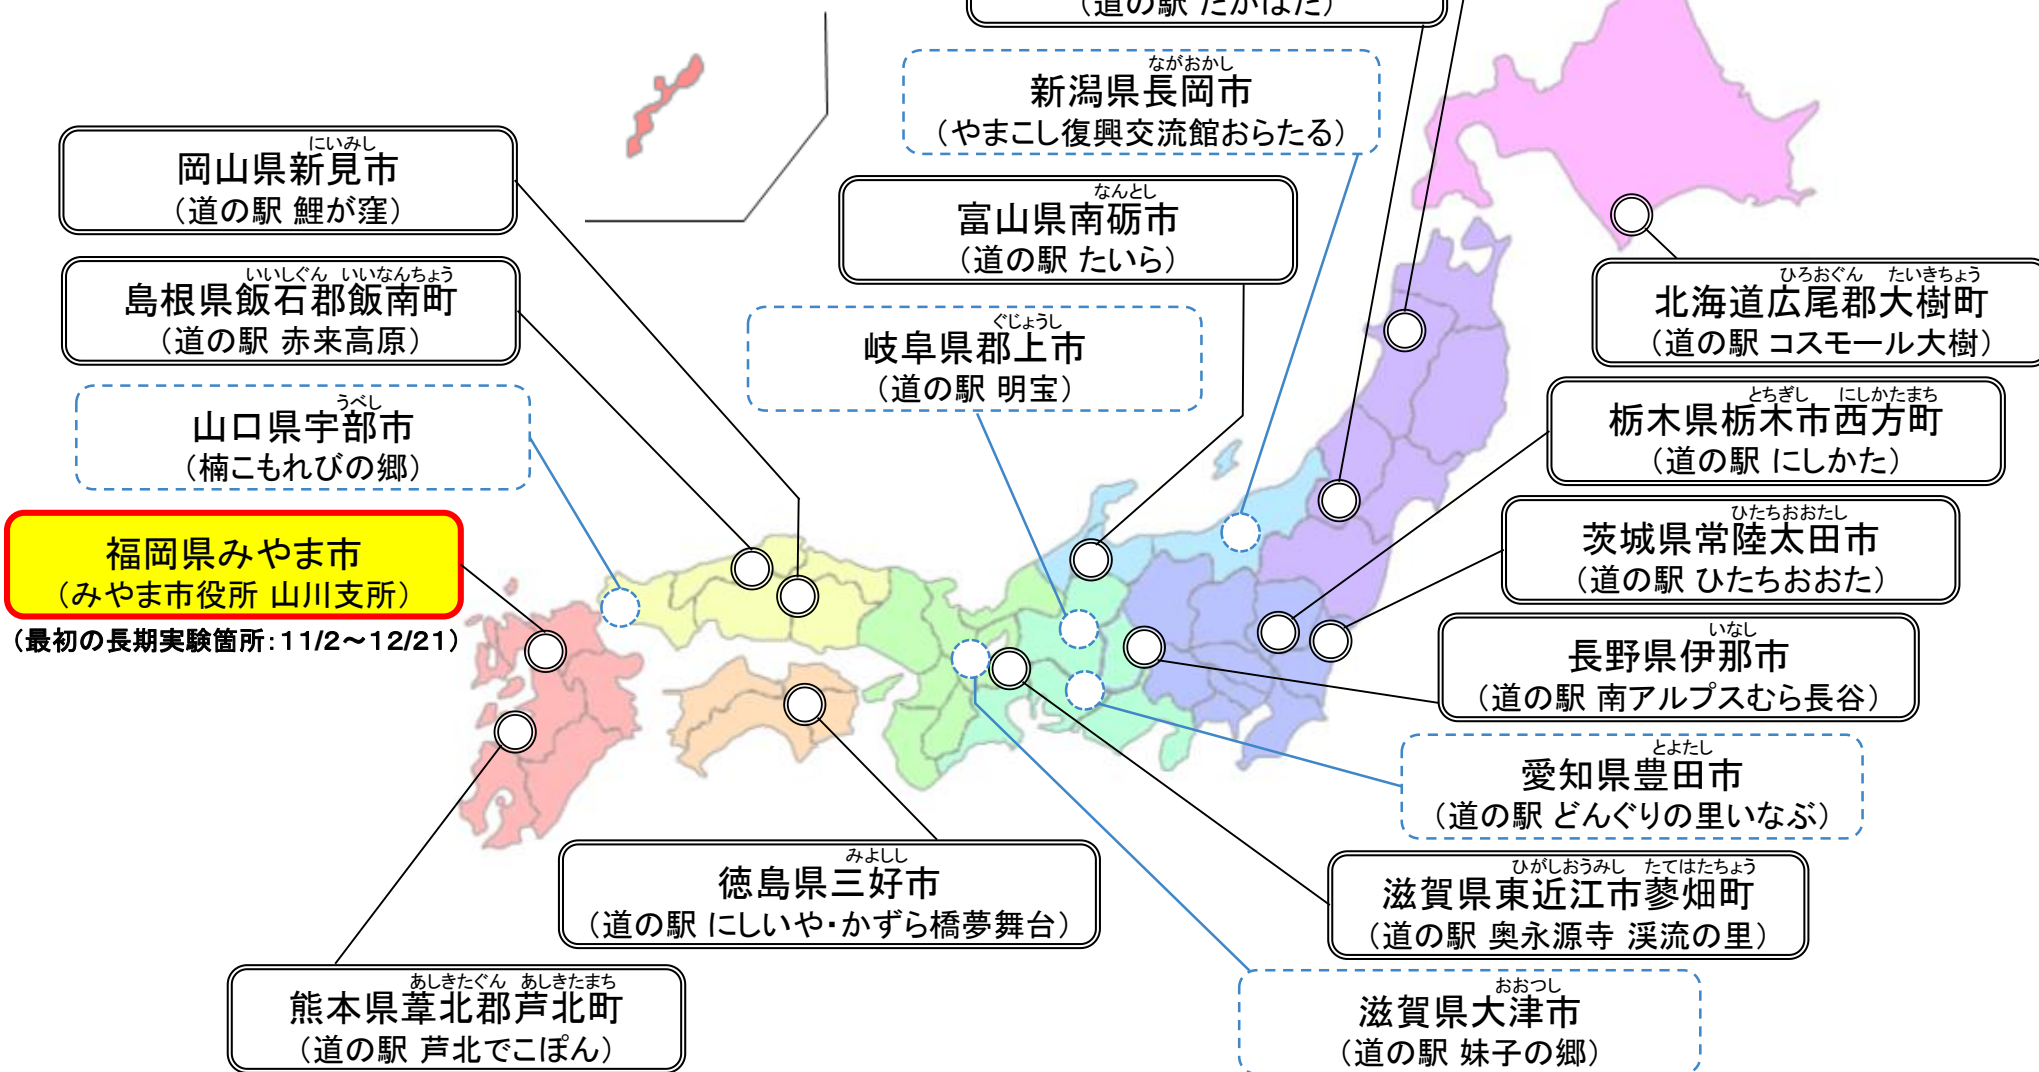 (道の駅 たかはた)
ながおかし
新潟県長岡市
(やまこし復興交流館おらたる)
にいみし
岡山県新見市
(道の駅 鯉が窪)
なんとし
富山県南砺市
(道の駅 たいら)
いいしぐん いいなんちょう
島根県飯石郡飯南町
(道の駅 赤来高原)
ひろおぐん たいきちょう
北海道広尾郡大樹町
(道の駅 コスモール大樹)
ぐじょうし
岐阜県郡上市
(道の駅 明宝)
うべし
山口県宇部市
(楠こもれびの郷)
とちぎし にしかたまち
栃木県栃木市西方町
(道の駅 にしかた)
福岡県みやま市
(みやま市役所 山川支所)
(最初の長期実験箇所:11/2~12/21)
ひたちおおたし
茨城県常陸太田市
(道の駅 ひたちおおた)
いなし
長野県伊那市
(道の駅 南アルプスむら長谷)
とよたし
愛知県豊田市
(道の駅 どんぐりの里いなぶ)
みよしし
徳島県三好市
(道の駅 にしいや・かずら橋夢舞台)
ひがしおうみし たてはたちょう
滋賀県東近江市蓼畑町
(道の駅 奥永源寺 渓流の里)
あしきたぐん あしきたまち
熊本県葦北郡芦北町
(道の駅 芦北でこぽん)
おおつし
滋賀県大津市
(道の駅 妹子の郷)